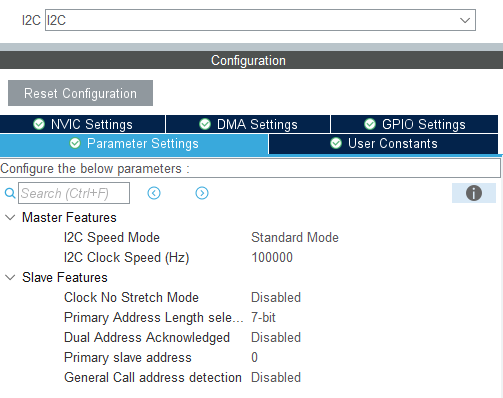 I2C I2C
Configuration
Reset Configuration
NVIC Settings DMA Settings GPIO Settings
Parameter Settings User Constants
Configure the below parameters :
Search (Ctrl+F)
Master Features
I2C Speed Mode Standard Mode
I2C Clock Speed (Hz) 100000
Slave Features
Clock No Stretch Mode Disabled
Primary Address Length sele... 7-bit
Dual Address Acknowledged Disabled
Primary slave address 0
General Call address detection Disabled